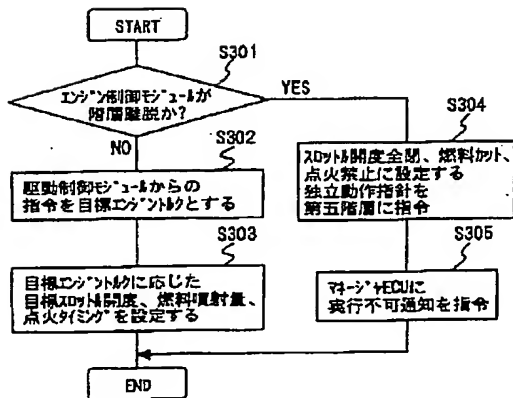 START
S301
エンジン制御モジュールが
階層離脱か?
YES
NO
S302
駆動制御モジュールからの
指令を目標エンジントルクとする
S303
目標エンジントルクに応じた
目標スロットル開度、燃料噴射量、
点火タイミングを設定する
S304
スロットル開度全閉、燃料カット、
点火禁止に設定する
独立動作指針を
第五階層に指令
S305
マネージャECUに
実行不可通知を指令
END